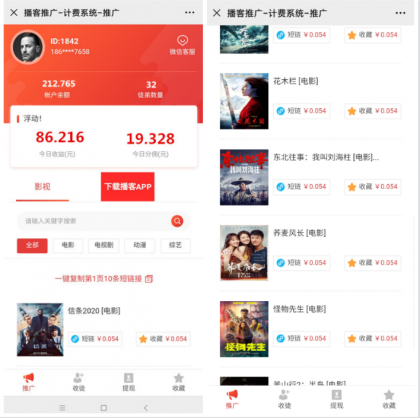 播客推广-计费系统-推广
ID:1842
186****7658
微信客服
212.765
帐户余额
32
徒弟数量
浮动!
86.216
今日收益(元)
19.328
今日分佣(元)
影视
下载播客APP
请输入关键字搜索
全部
电影
电视剧
动漫
综艺
一键复制第1页10条短链接
信条2020 [电影]
短链 ¥0.054
收藏 ¥0.054
推广
收徒
提现
收藏
播客推广-计费系统-推广
短链 ¥0.054
收藏 ¥0.054
花木栏 [电影]
短链 ¥0.054
收藏 ¥0.054
东北往事：我叫刘海柱 [电影]...
短链 ¥0.054
收藏 ¥0.054
荞麦风长 [电影]
短链 ¥0.054
收藏 ¥0.054
怪物先生 [电影]
怪物先生
短链 ¥0.054
收藏 ¥0.054
推广
收徒
提现
收藏